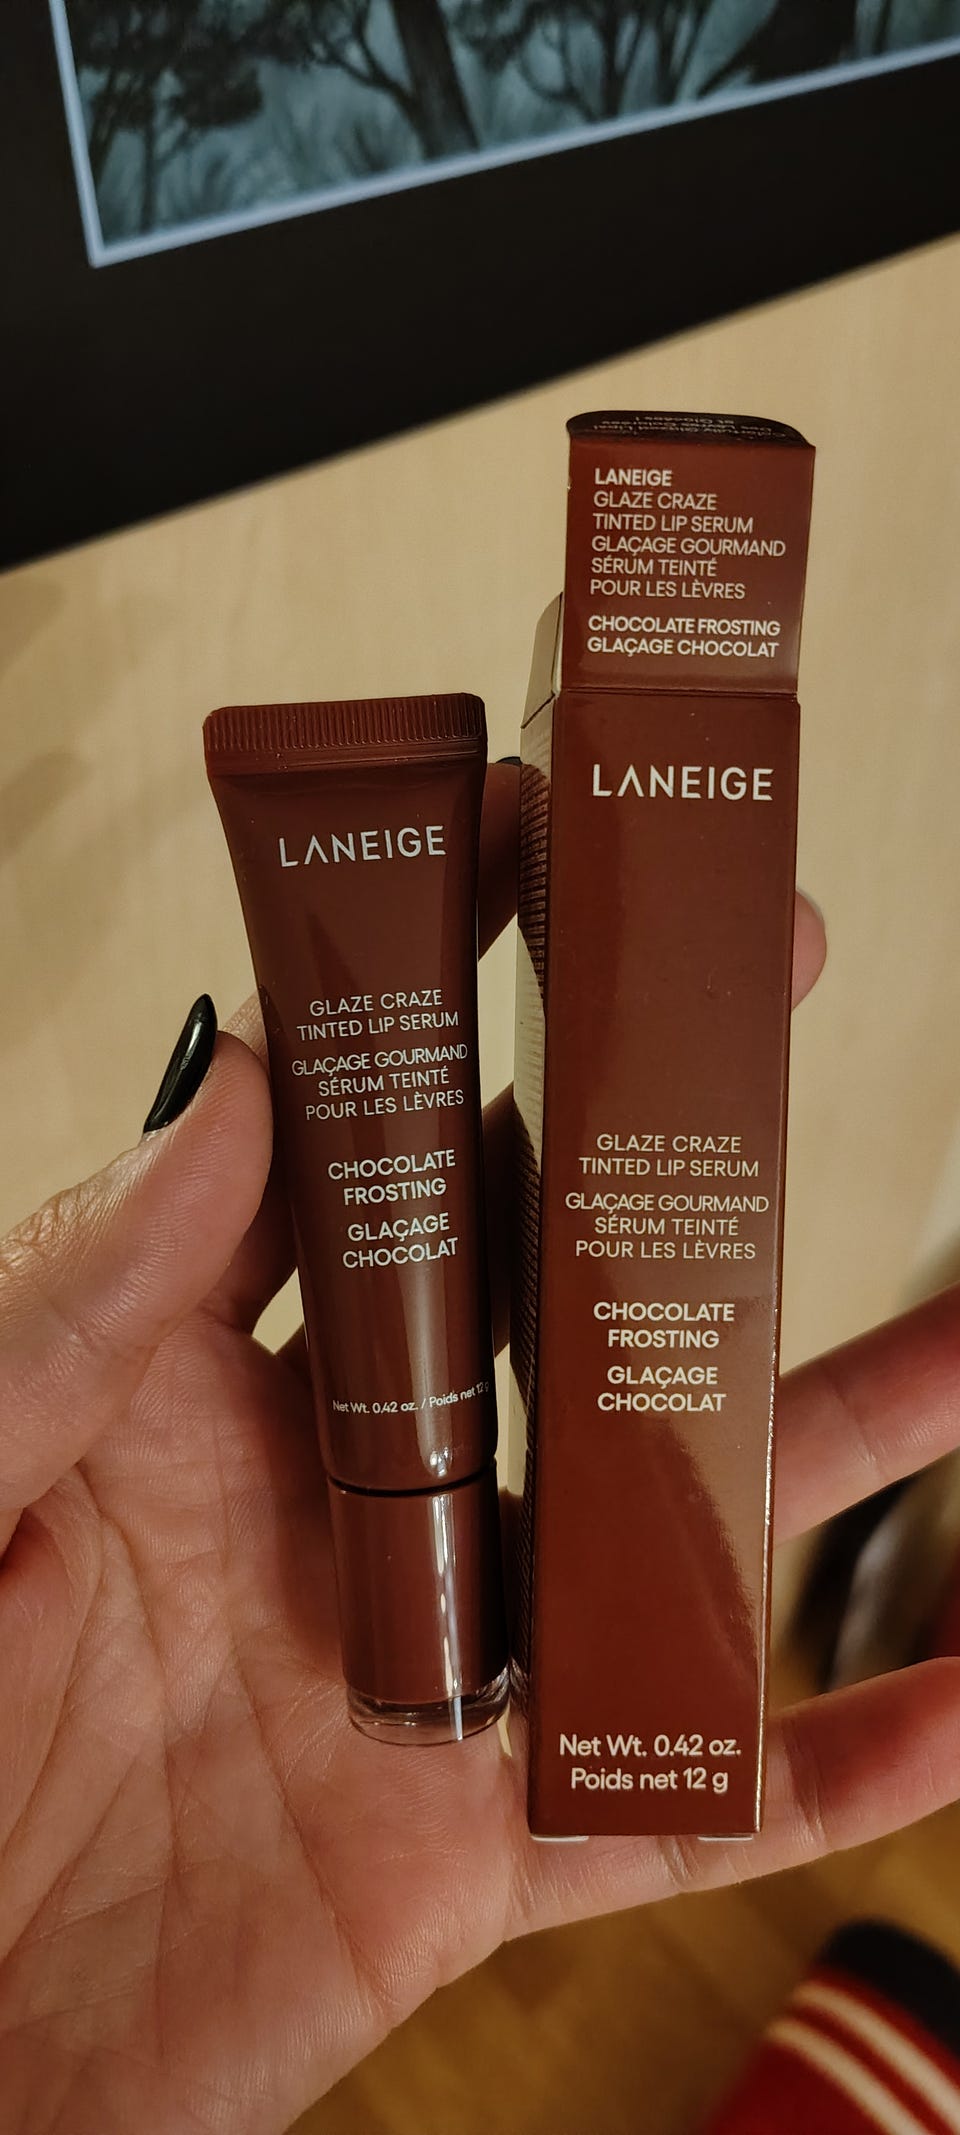 LANEIGE
GLAZE CRAZE
TINTED LIP SERUM
GLAÇAGE GOURMAND
SÉRUM TEINTÉ
POUR LES LÈVRES
CHOCOLATE FROSTING
GLAÇAGE CHOCOLAT
LANEIGE
GLAZE CRAZE
TINTED LIP SERUM
GLAÇAGE GOURMAND
SÉRUM TEINTÉ
POUR LES LÈVRES
CHOCOLATE
FROSTING
GLAÇAGE
CHOCOLAT
Net Wt. 0.42 oz.
Poids net 12 g
LANEIGE
GLAZE CRAZE
TINTED LIP SERUM
GLAÇAGE GOURMAND
SÉRUM TEINTÉ
POUR LES LÈVRES
CHOCOLATE
FROSTING
GLAÇAGE
CHOCOLAT
Net Wt. 0.42 oz. / Poids net 12 g